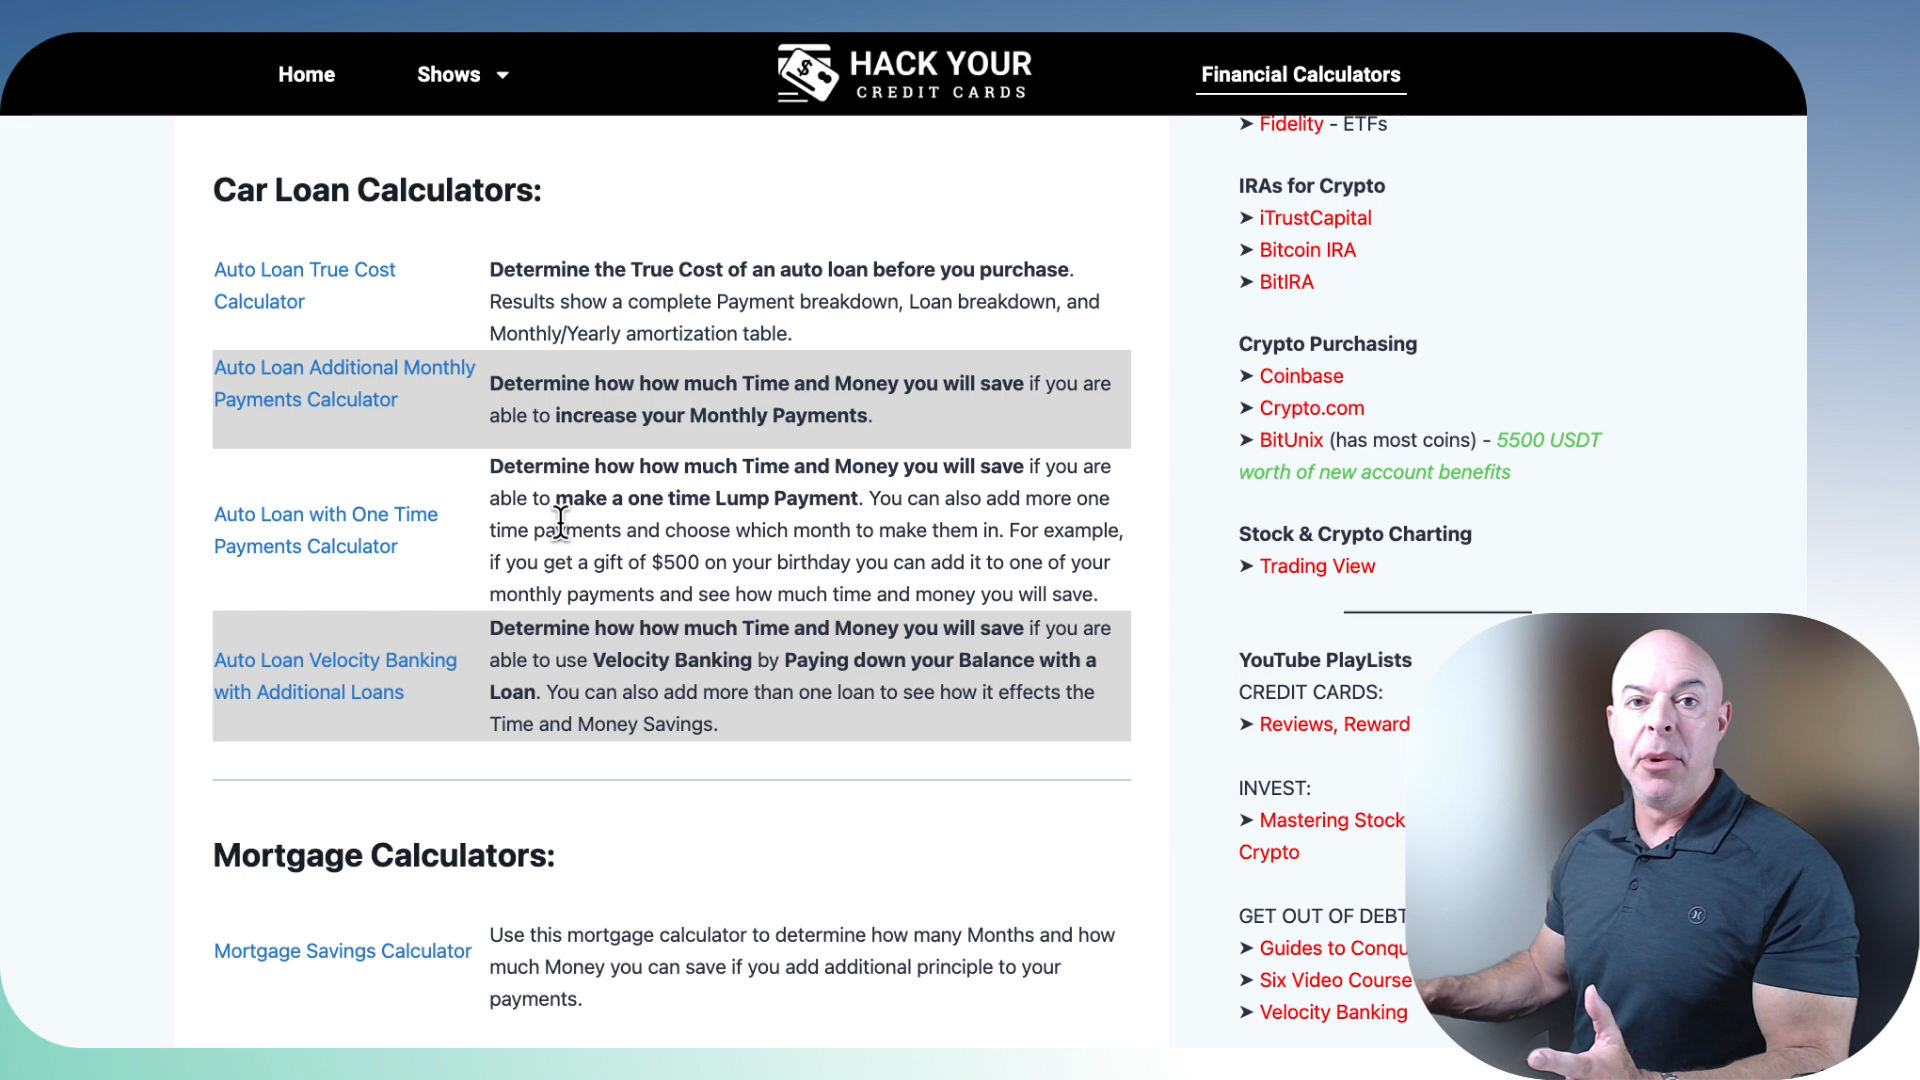 Home
Shows
HACK YOUR
CREDIT CARDS
Financial Calculators
Car Loan Calculators:
Auto Loan True Cost
Calculator
Determine the True Cost of an auto loan before you purchase.
Results show a complete Payment breakdown, Loan breakdown, and
Monthly/Yearly amortization table.
Auto Loan Additional Monthly
Payments Calculator
Determine how how much Time and Money you will save if you are
able to increase your Monthly Payments.
Auto Loan with One Time
Payments Calculator
Determine how how much Time and Money you will save if you are
able to make a one time Lump Payment. You can also add more one
time payments and choose which month to make them in. For example,
if you get a gift of $500 on your birthday you can add it to one of your
monthly payments and see how much time and money you will save.
Auto Loan Velocity Banking
with Additional Loans
Determine how how much Time and Money you will save if you are
able to use Velocity Banking by Paying down your Balance with a
Loan. You can also add more than one loan to see how it effects the
Time and Money Savings.
Mortgage Calculators:
Mortgage Savings Calculator
Use this mortgage calculator to determine how many Months and how
much Money you can save if you add additional principle to your
payments.
➤ Fidelity - ETFs
IRAs for Crypto
➤ iTrustCapital
➤ Bitcoin IRA
➤ BitIRA
Crypto Purchasing
➤ Coinbase
➤ Crypto.com
➤ BitUnix (has most coins) - 5500 USDT
worth of new account benefits
Stock & Crypto Charting
➤ Trading View
YouTube PlayLists
CREDIT CARDS:
➤ Reviews, Reward
INVEST:
➤ Mastering Stock
Crypto
GET OUT OF DEBT
➤ Guides to Conqu
➤ Six Video Course
➤ Velocity Banking